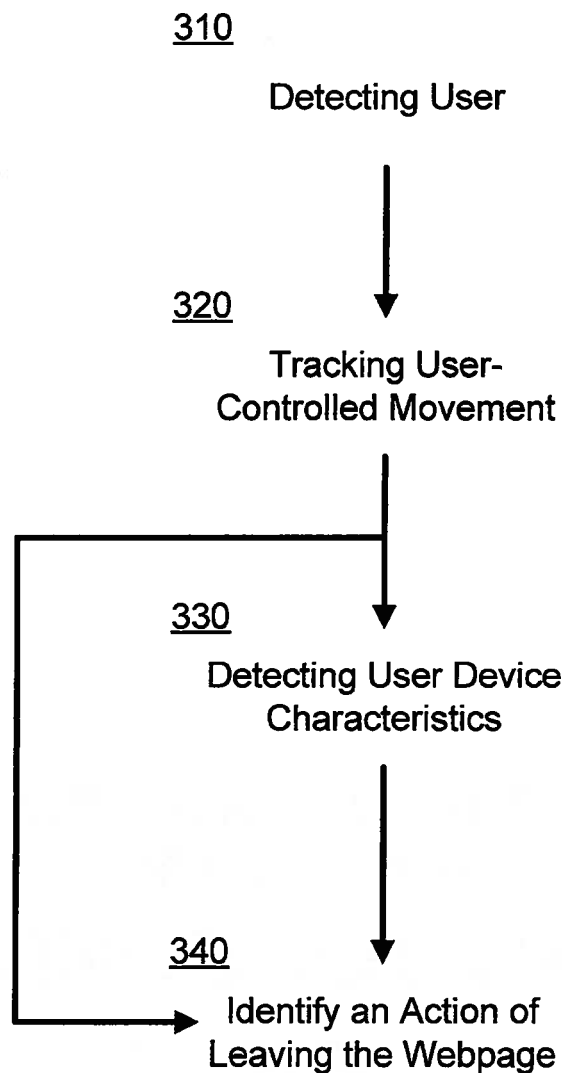 310
Detecting User
320
Tracking User-
Controlled Movement
330
Detecting User Device
Characteristics
340
Identify an Action of
Leaving the Webpage